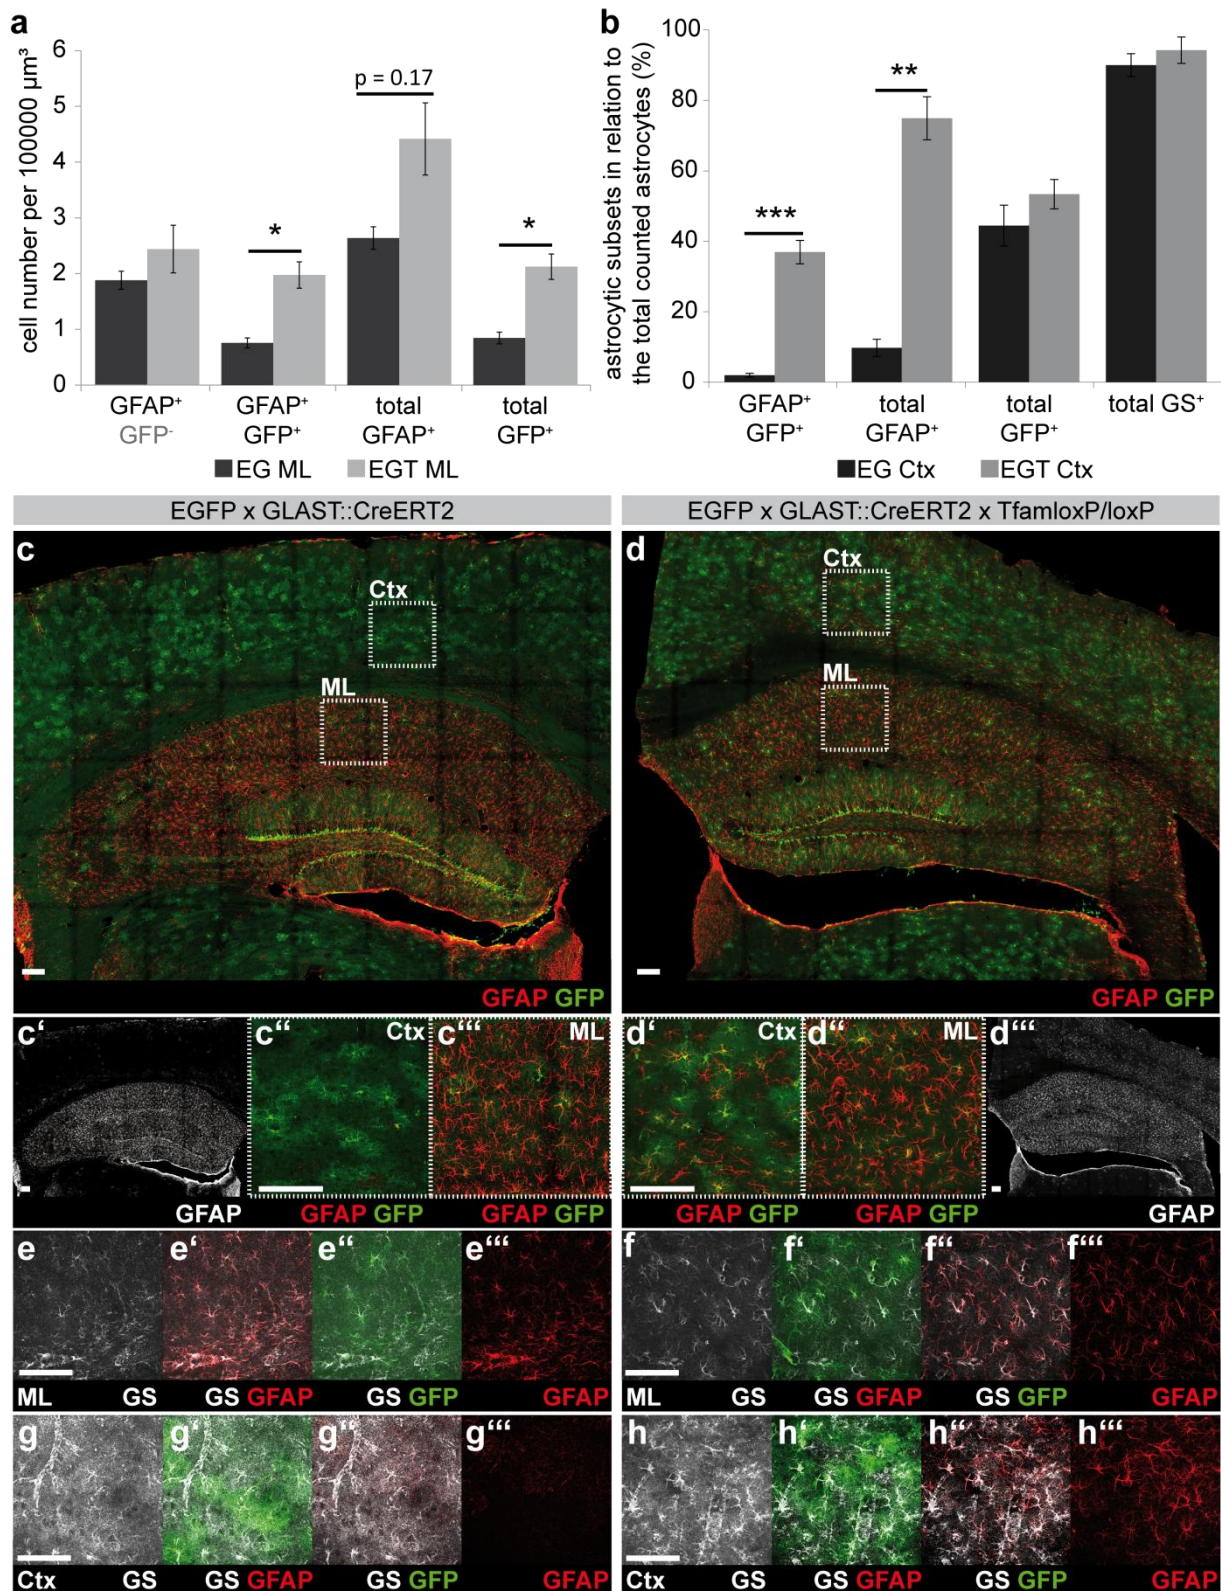 a
cell number per 100000 µm³
6
5
4
3
2
1
0
p = 0.17
*
*
GFAP⁺
GFP⁻
GFAP⁺
GFP⁺
total
GFAP⁺
total
GFP⁺
EG ML
EGT ML
b
astrocytic subsets in relation to
the total counted astrocytes (%)
100
80
60
40
20
0
***
**
GFAP⁺
GFP⁺
total
GFAP⁺
total
GFP⁺
total GS⁺
EG Ctx
EGT Ctx
EGFP x GLAST::CreERT2
EGFP x GLAST::CreERT2 x TfamloxP/loxP
c
Ctx
ML
GFAP GFP
d
Ctx
ML
GFAP GFP
c‘
GFAP
c‘‘
Ctx
GFAP GFP
c‘‘‘
ML
GFAP GFP
d‘
Ctx
GFAP GFP
d‘‘
ML
GFAP GFP
d‘‘‘
GFAP
e
ML GS
e‘
GS GFAP
e‘‘
GS GFP
e‘‘‘
GFAP
f
ML GS
f‘
GS GFAP
f‘‘
GS GFP
f‘‘‘
GFAP
g
Ctx GS
g‘
GS GFAP
g‘‘
GS GFP
g‘‘‘
GFAP
h
Ctx GS
h‘
GS GFAP
h‘‘
GS GFP
h‘‘‘
GFAP